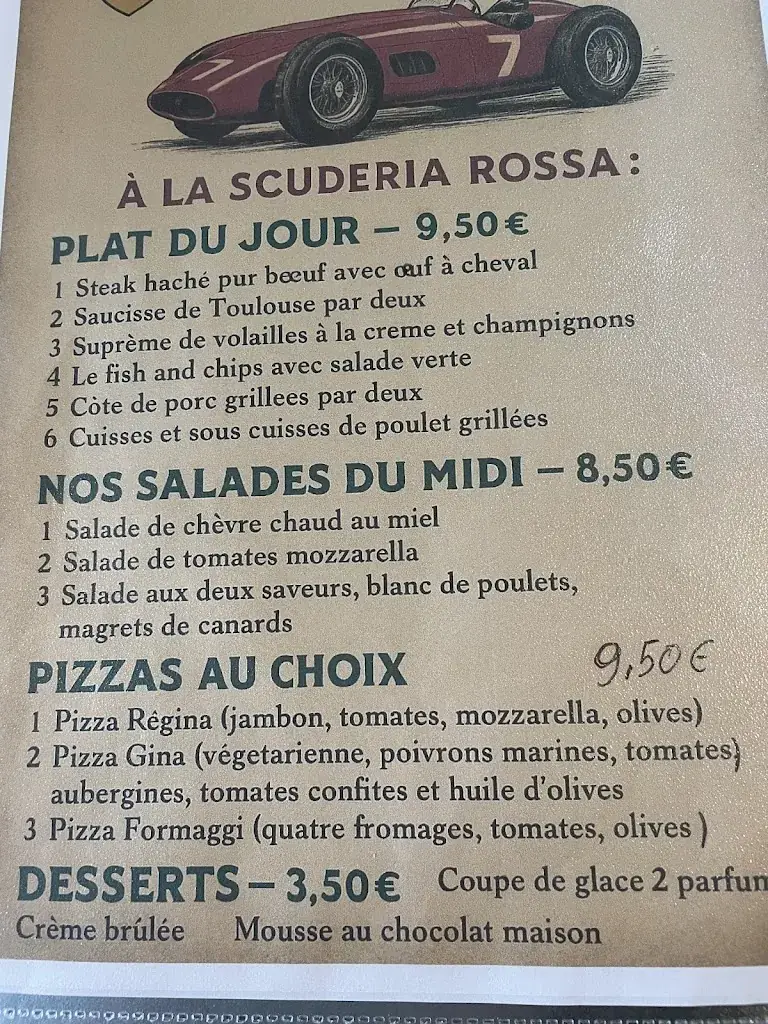 7
7
À LA SCUDERIA ROSSA:
PLAT DU JOUR – 9,50€
1 Steak haché pur bœuf avec œuf à cheval
2 Saucisse de Toulouse par deux
3 Suprème de volailles à la creme et champignons
4 Le fish and chips avec salade verte
5 Còte de porc grillees par deux
6 Cuisses et sous cuisses de poulet grillées
NOS SALADES DU MIDI – 8,50€
1 Salade de chèvre chaud au miel
2 Salade de tomates mozzarella
3 Salade aux deux saveurs, blanc de poulets,
magrets de canards
PIZZAS AU CHOIX 9,50€
1 Pizza Rêgina (jambon, tomates, mozzarella, olives)
2 Pizza Gina (végetarienne, poivrons marines, tomates)
aubergines, tomates confites et huile d'olives
3 Pizza Formaggi (quatre fromages, tomates, olives )
DESSERTS – 3,50€ Coupe de glace 2 parfum
Crème brúlée Mousse au chocolat maison